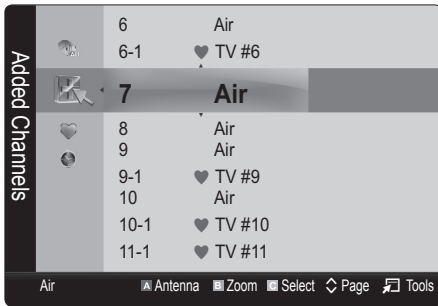 Added Channels
6 Air
6-1 ♥ TV #6
7 Air
8 Air
9 Air
9-1 ♥ TV #9
10 Air
10-1 ♥ TV #10
11-1 ♥ TV #11
Air A Antenna B Zoom C Select Page Tools